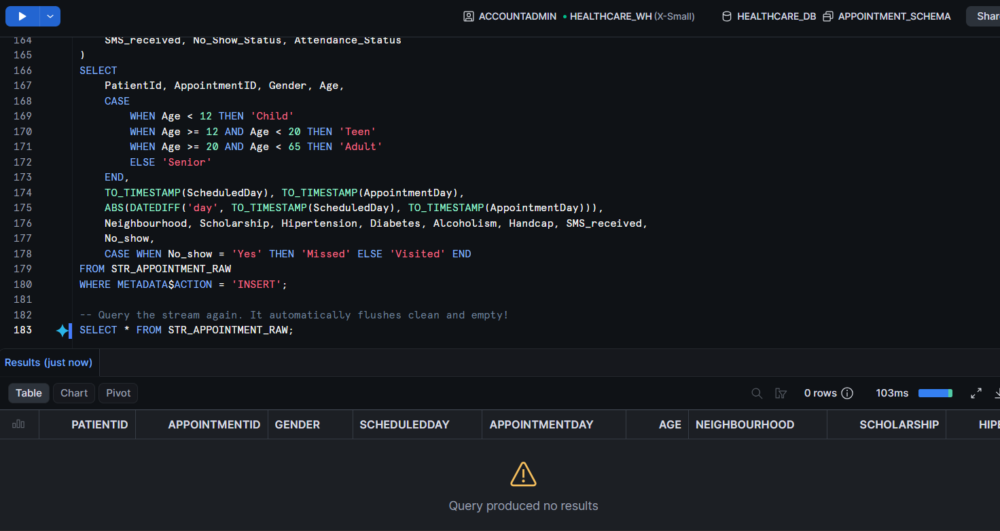 ACCOUNTADMIN HEALTHCARE_WH (X-Small) HEALTHCARE_DB APPOINTMENT_SCHEMA Shar
164 SMS_received, No_Show_Status, Attendance_Status
165 )
166 SELECT
167 PatientId, AppointmentID, Gender, Age,
168 CASE
169 WHEN Age < 12 THEN 'Child'
170 WHEN Age >= 12 AND Age < 20 THEN 'Teen'
171 WHEN Age >= 20 AND Age < 65 THEN 'Adult'
172 ELSE 'Senior'
173 END,
174 TO_TIMESTAMP(ScheduledDay), TO_TIMESTAMP(AppointmentDay),
175 ABS(DATEDIFF('day', TO_TIMESTAMP(ScheduledDay), TO_TIMESTAMP(AppointmentDay))),
176 Neighbourhood, Scholarship, Hipertension, Diabetes, Alcoholism, Handcap, SMS_received,
177 No_show,
178 CASE WHEN No_show = 'Yes' THEN 'Missed' ELSE 'Visited' END
179 FROM STR_APPOINTMENT_RAW
180 WHERE METADATA$ACTION = 'INSERT';
181
182 -- Query the stream again. It automatically flushes clean and empty!
183 SELECT * FROM STR_APPOINTMENT_RAW;
Results (just now)
Table Chart Pivot 0 rows 103ms
PATIENTID APPOINTMENTID GENDER SCHEDULEDDAY APPOINTMENTDAY AGE NEIGHBOURHOOD SCHOLARSHIP HIPE
Query produced no results